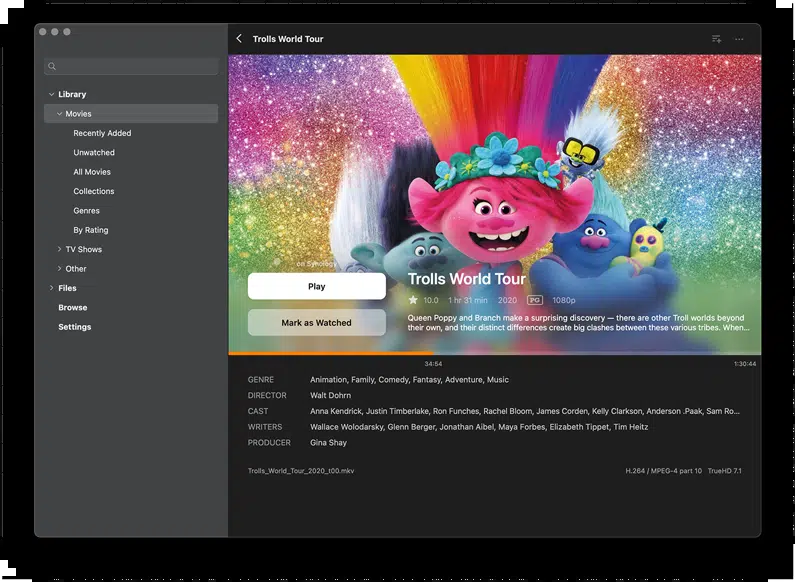 Trolls World Tour
Library
Movies
Recently Added
Unwatched
All Movies
Collections
Genres
By Rating
TV Shows
Other
Files
Browse
Settings
on Synology
Play
Mark as Watched
Trolls World Tour
10.0 1 hr 31 min 2020 PG 1080p
Queen Poppy and Branch make a surprising discovery — there are other Troll worlds beyond
their own, and their distinct differences create big clashes between these various tribes. When...
34:54 1:30:44
GENRE Animation, Family, Comedy, Fantasy, Adventure, Music
DIRECTOR Walt Dohrn
CAST Anna Kendrick, Justin Timberlake, Ron Funches, Rachel Bloom, James Corden, Kelly Clarkson, Anderson .Paak, Sam Ro...
WRITERS Wallace Wolodarsky, Glenn Berger, Jonathan Aibel, Maya Forbes, Elizabeth Tippet, Tim Heitz
PRODUCER Gina Shay
Trolls_World_Tour_2020_t00.mkv H.264 / MPEG-4 part 10 TrueHD 7.1